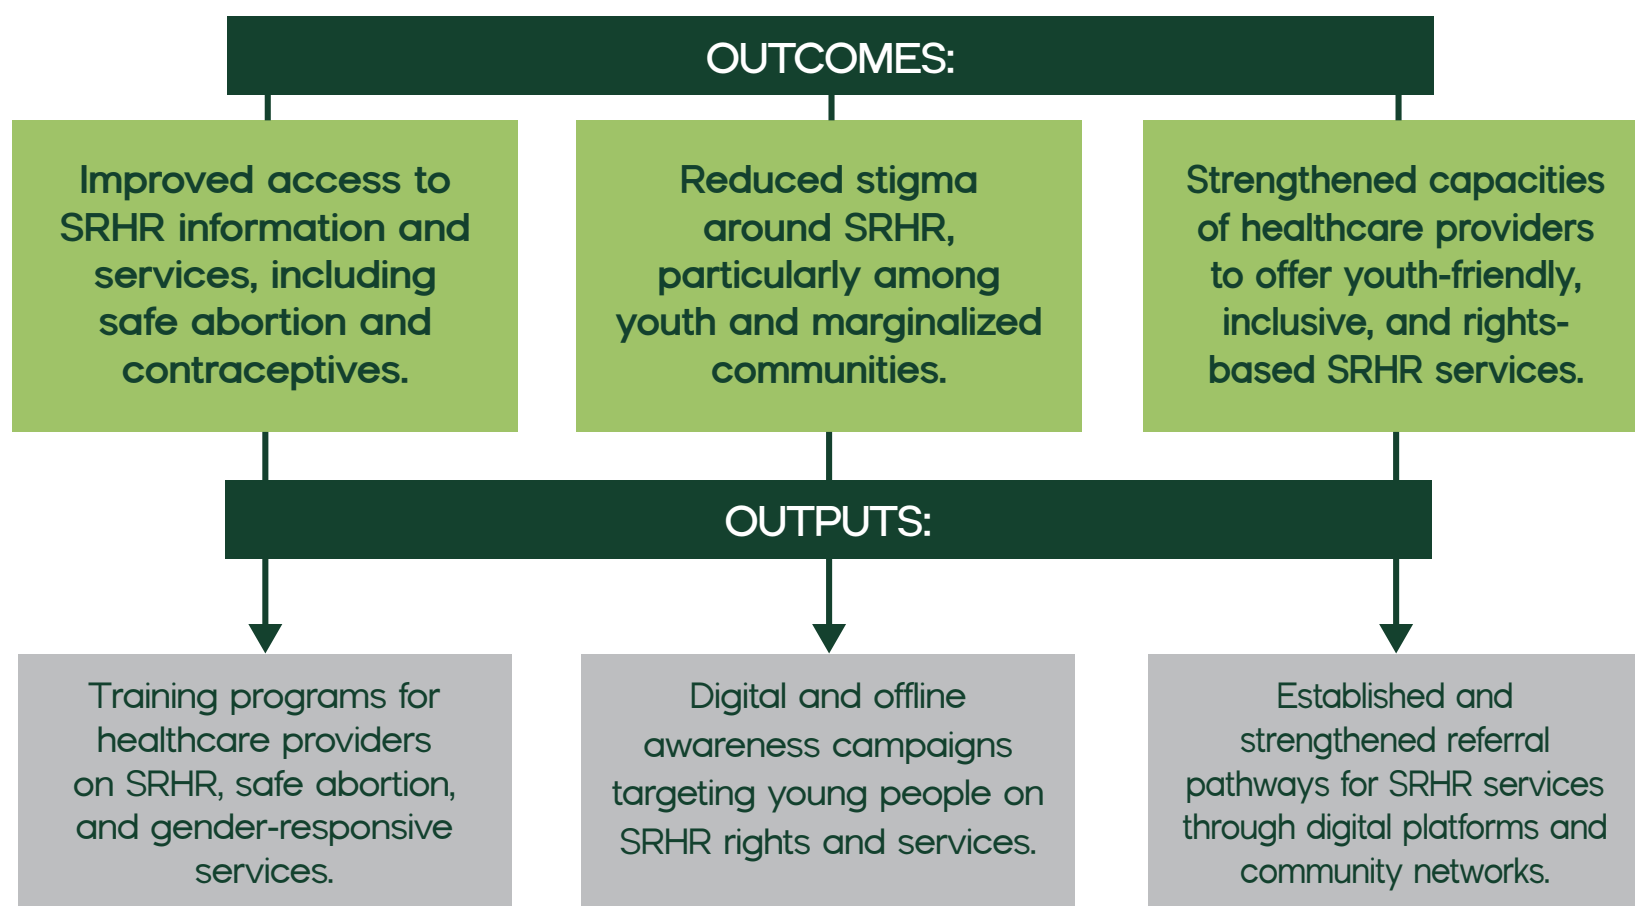 OUTCOMES:
Improved access to
SRHR information and
services, including
safe abortion and
contraceptives.
Reduced stigma
around SRHR,
particularly among
youth and marginalized
communities.
Strengthened capacities
of healthcare providers
to offer youth-friendly,
inclusive, and rights-
based SRHR services.
OUTPUTS:
Training programs for
healthcare providers
on SRHR, safe abortion,
and gender-responsive
services.
Digital and offline
awareness campaigns
targeting young people on
SRHR rights and services.
Established and
strengthened referral
pathways for SRHR services
through digital platforms and
community networks.